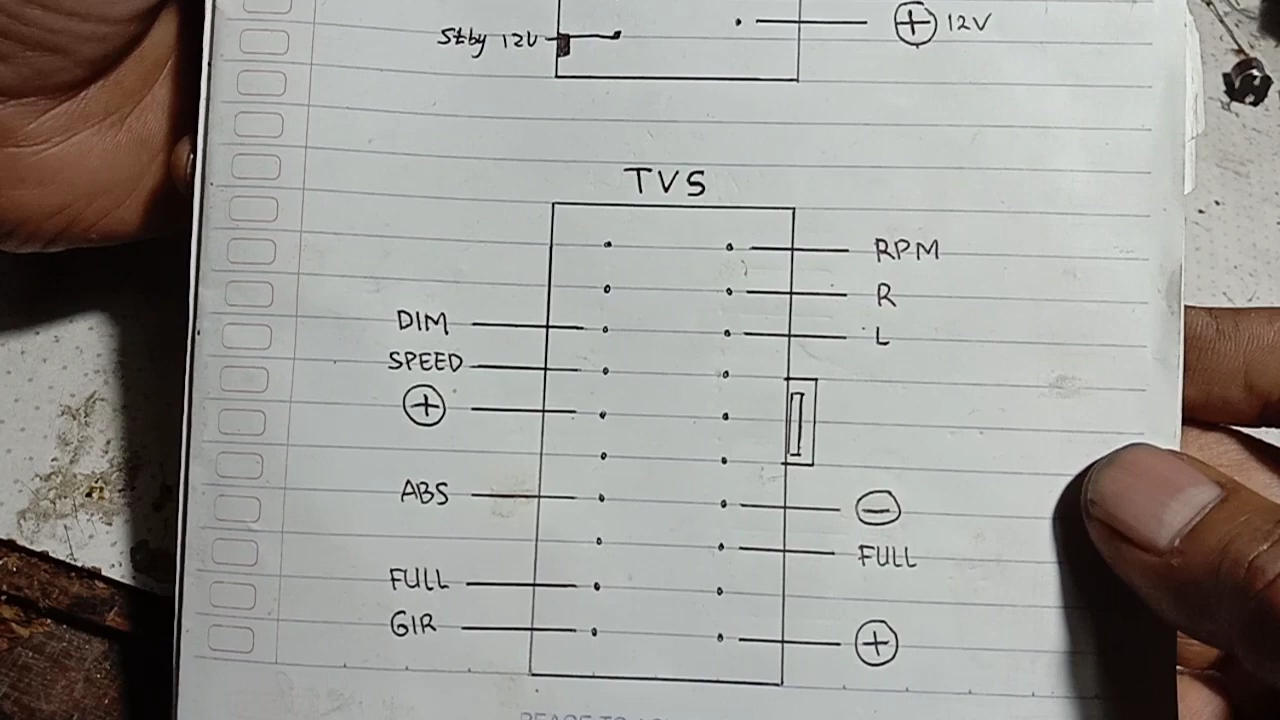 Stby 12V
⊕ 12V
TVS
RPM
R
DIM
L
SPEED
⊕
ABS
⊖
FULL
FULL
GIR
⊕